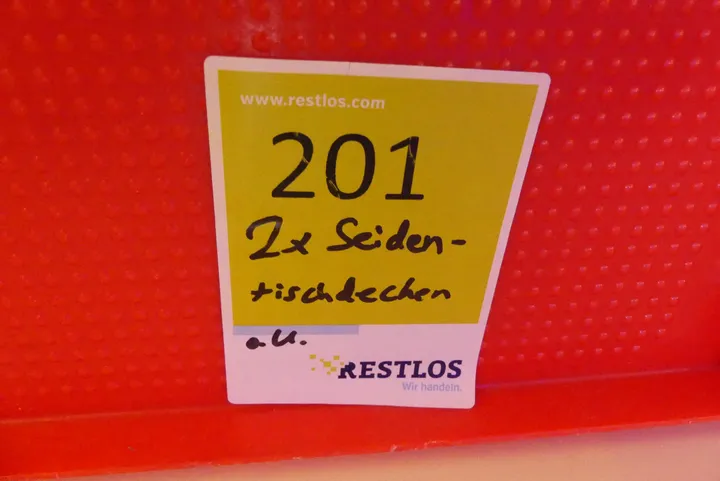 www.restlos.com
201
2x Seiden-
tischdecken
a.u.
RESTLOS
Wir handeln.